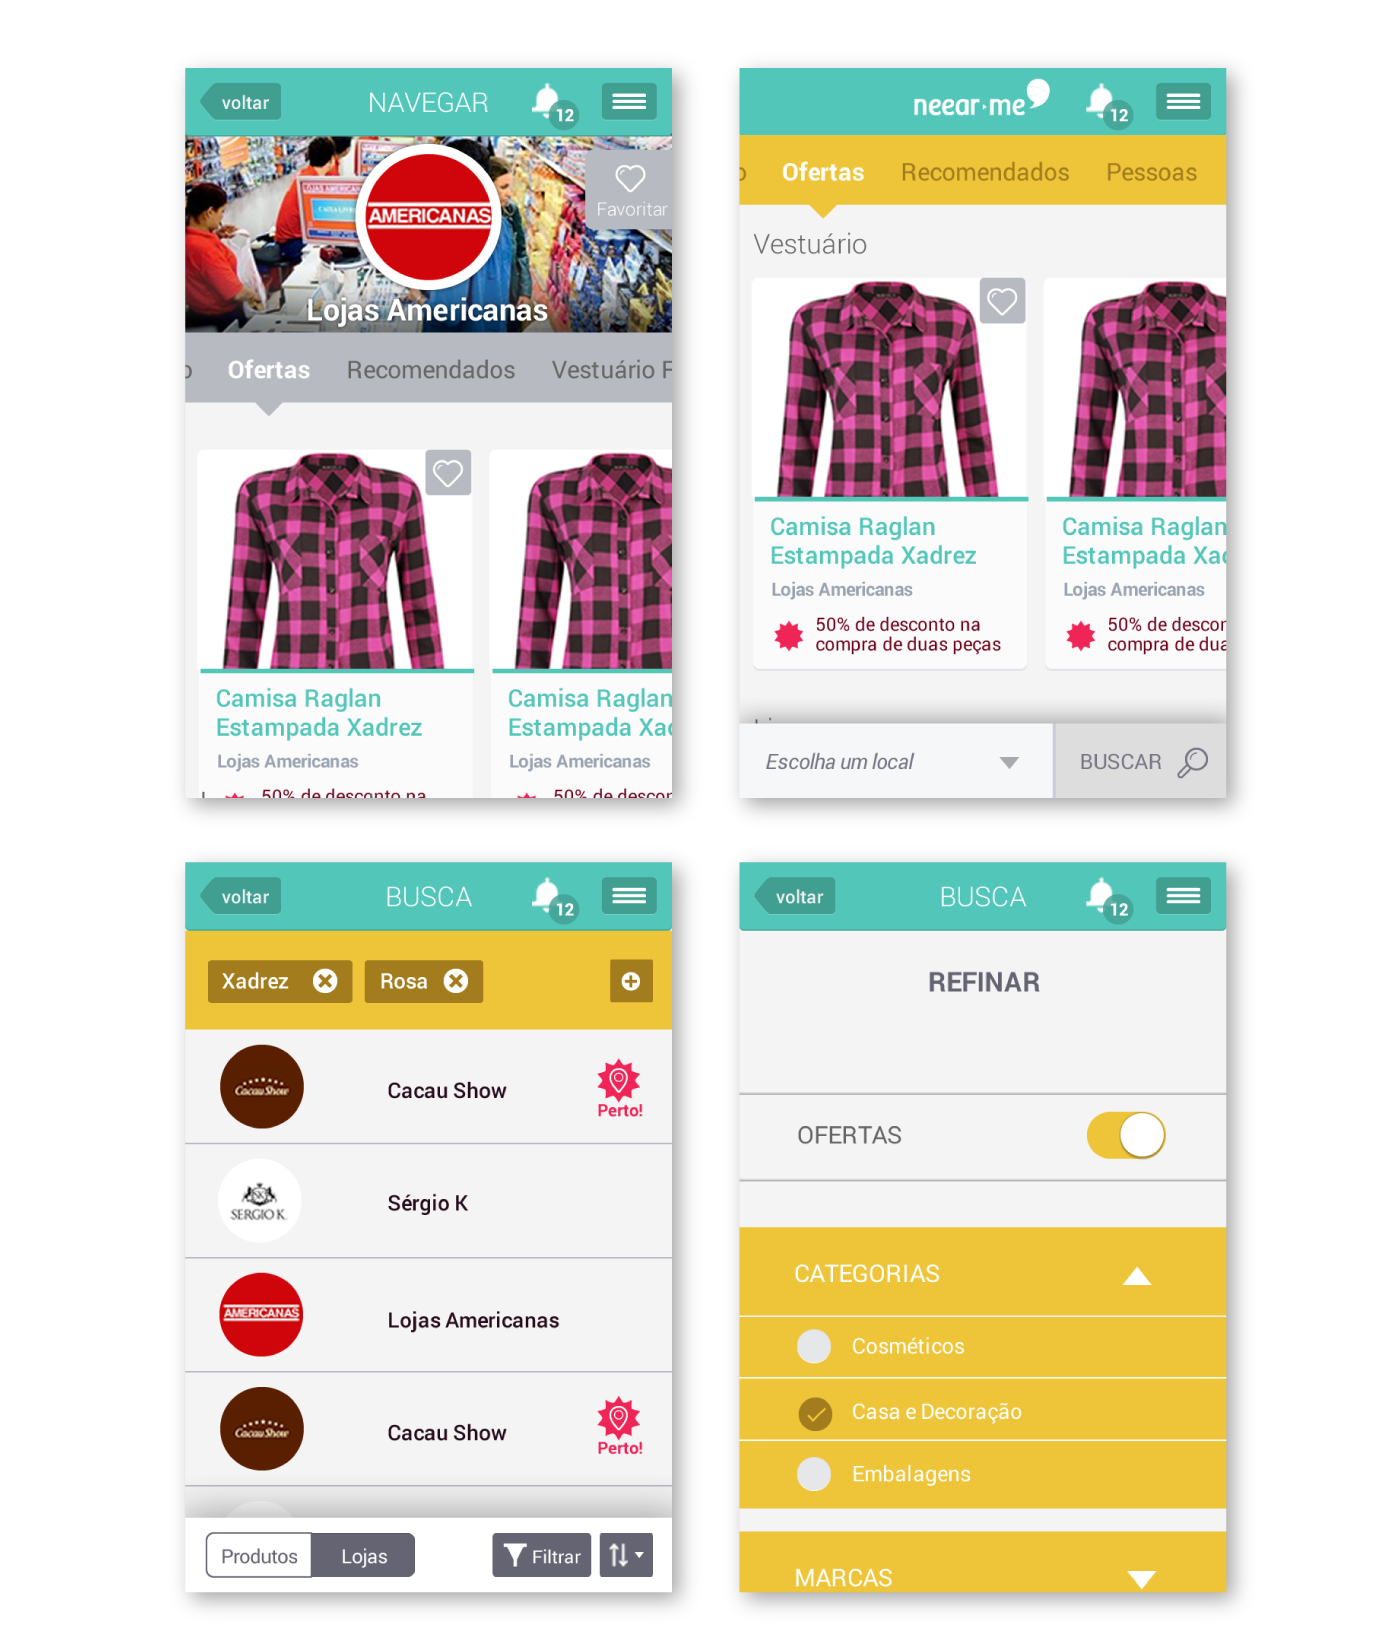 voltar
NAVEGAR
12
AMERICANAS
Favoritar
Lojas Americanas
o
Ofertas
Recomendados
Vestuário F
Camisa Raglan
Estampada Xadrez
Lojas Americanas
50% de desconto na
Camisa Raglan
Estampada Xad
Lojas Americanas
50% de descor
neear·me
12
o
Ofertas
Recomendados
Pessoas
Vestuário
Camisa Raglan
Estampada Xadrez
Lojas Americanas
50% de desconto na
compra de duas peças
Camisa Raglan
Estampada Xad
Lojas Americanas
50% de descor
compra de dua
Escolha um local
BUSCAR
voltar
BUSCA
12
Xadrez
Rosa
Cacau Show
Cacau Show
Perto!
SERGIO K.
Sérgio K
AMERICANAS
Lojas Americanas
Cacau Show
Cacau Show
Perto!
Produtos
Lojas
Filtrar
voltar
BUSCA
12
REFINAR
OFERTAS
CATEGORIAS
Cosméticos
Casa e Decoração
Embalagens
MARCAS